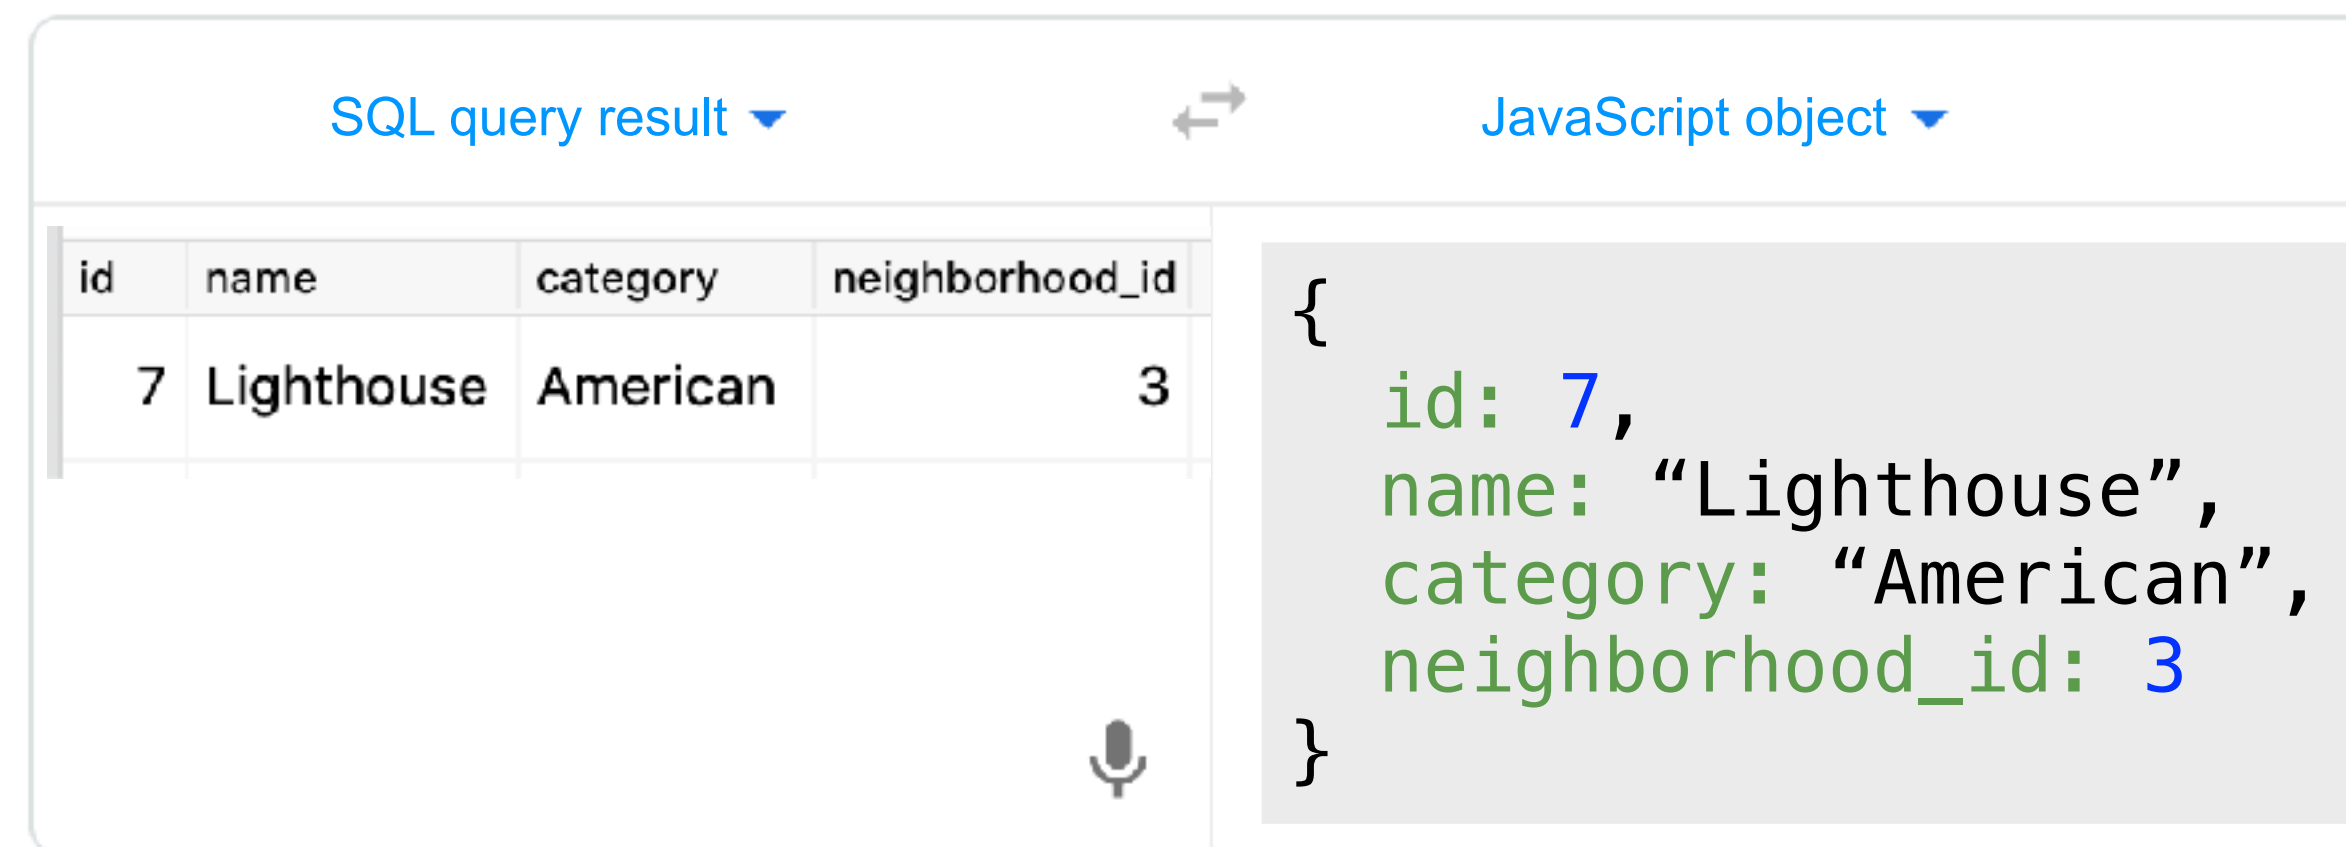 SQL query result
JavaScript object
id name category neighborhood_id
7 Lighthouse American 3
{
id: 7,
name: “Lighthouse”,
category: “American”,
neighborhood_id: 3
}